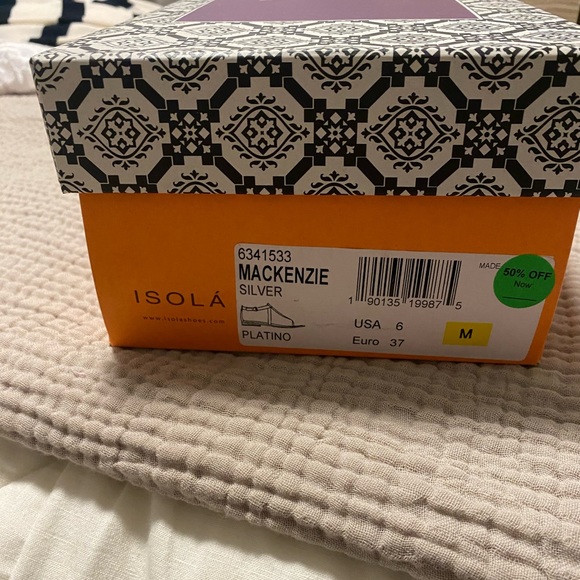 ISOLÁ
www.isolashoes.com
6341533
MACKENZIE
SILVER
PLATINO
1 90135 19987 5
USA 6
Euro 37
M
MADE
50% OFF
Now